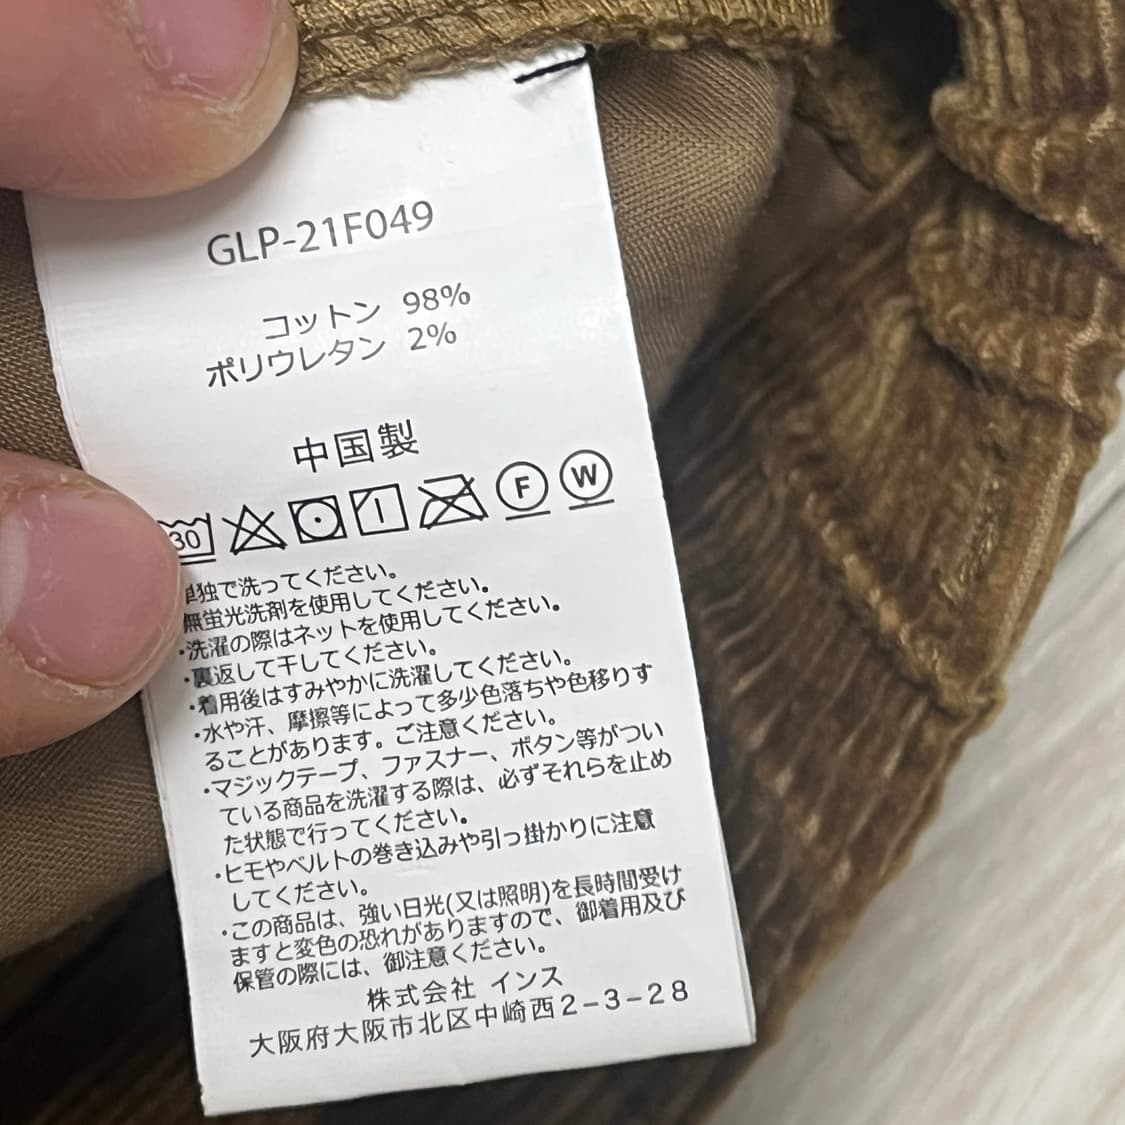 GLP-21F049
コットン 98%
ポリウレタン 2%
中国製
30 F W
単独で洗ってください。
無蛍光洗剤を使用してください。
・洗濯の際はネットを使用してください。
・裏返して干してください。
・着用後はすみやかに洗濯してください。
・水や汗、摩擦等によって多少色落ちや色移りす
ることがあります。ご注意ください。
・マジックテープ、ファスナー、ボタン等がつい
ている商品を洗濯する際は、必ずそれらを止め
た状態で行ってください。
・ヒモやベルトの巻き込みや引っ掛かりに注意
してください。
・この商品は、強い日光(又は照明)を長時間受け
ますと変色の恐れがありますので、御着用及び
保管の際には、御注意ください。
株式会社 インス
大阪府大阪市北区中崎西2-3-28